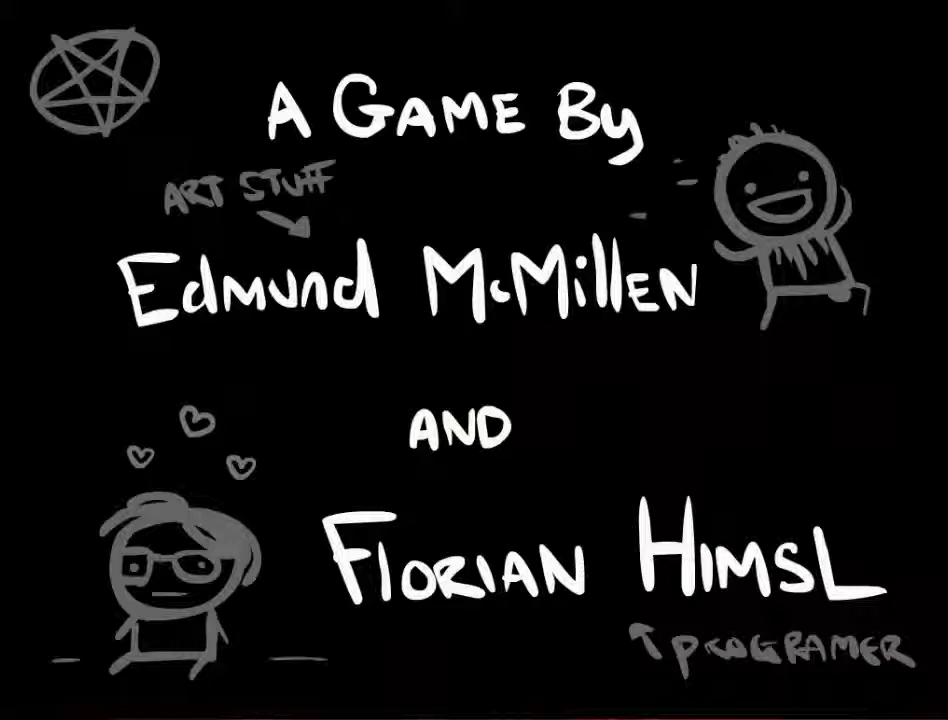 A GAME By
ART STUFF
Edmund McMillEN
AND
FlORIAN HIMSL
PROGRAMER